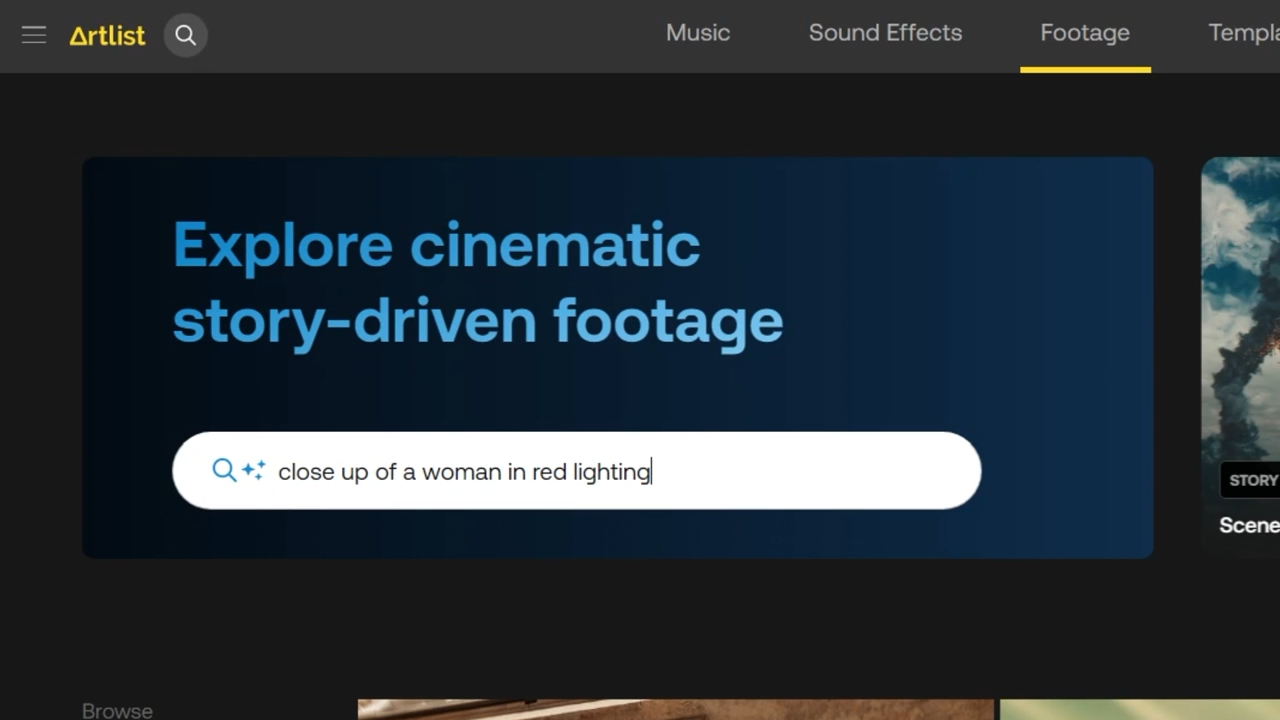 Artlist
Music
Sound Effects
Footage
Explore cinematic
story-driven footage
close up of a woman in red lighting
STORY
Scene
Browse